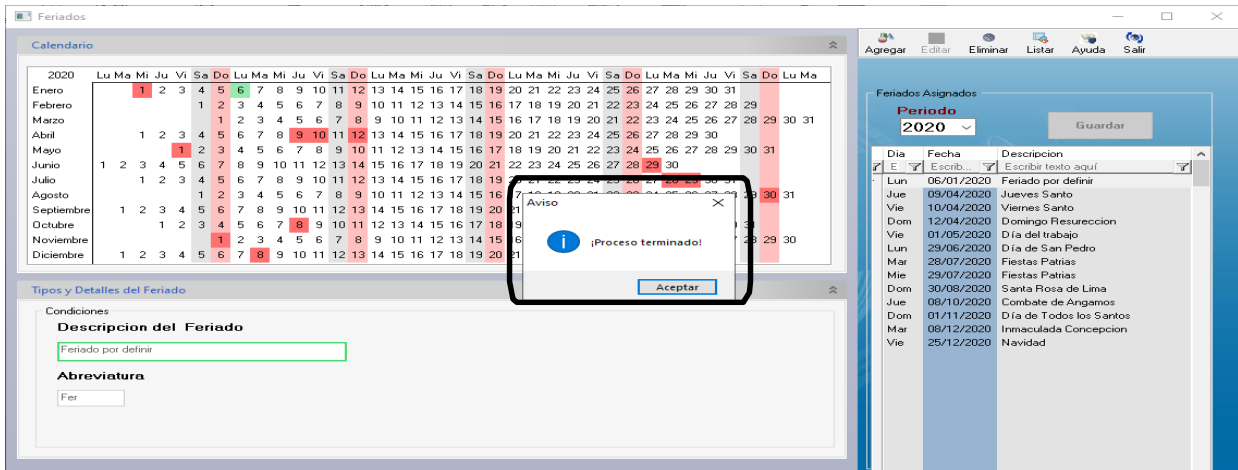 Feriados
Calendario
2020 Lu Ma Mi Ju Vi Sa Do Lu Ma Mi Ju Vi Sa Do Lu Ma Mi Ju Vi Sa Do Lu Ma Mi Ju Vi Sa Do Lu Ma Mi Ju Vi Sa Do Lu Ma
Enero 1 2 3 4 5 6 7 8 9 10 11 12 13 14 15 16 17 18 19 20 21 22 23 24 25 26 27 28 29 30 31
Febrero 1 2 3 4 5 6 7 8 9 10 11 12 13 14 15 16 17 18 19 20 21 22 23 24 25 26 27 28 29
Marzo 1 2 3 4 5 6 7 8 9 10 11 12 13 14 15 16 17 18 19 20 21 22 23 24 25 26 27 28 29 30 31
Abril 1 2 3 4 5 6 7 8 9 10 11 12 13 14 15 16 17 18 19 20 21 22 23 24 25 26 27 28 29 30
Mayo 1 2 3 4 5 6 7 8 9 10 11 12 13 14 15 16 17 18 19 20 21 22 23 24 25 26 27 28 29 30 31
Junio 1 2 3 4 5 6 7 8 9 10 11 12 13 14 15 16 17 18 19 20 21 22 23 24 25 26 27 28 29 30
Julio 1 2 3 4 5 6 7 8 9 10 11 12 13 14 15 16 17 18 19
Agosto 1 2 3 4 5 6 7 8 9 10 11 12 13 14 15 16 29 30 31
Septiembre 1 2 3 4 5 6 7 8 9 10 11 12 13 14 15 16 17 18 19 20
Octubre 1 2 3 4 5 6 7 8 9 10 11 12 13 14 15 16 17 18
Noviembre 1 2 3 4 5 6 7 8 9 10 11 12 13 14 15 28 29 30
Diciembre 1 2 3 4 5 6 7 8 9 10 11 12 13 14 15 16 17 18 19 20
Aviso
¡Proceso terminado!
Aceptar
Tipos y Detalles del Feriado
Condiciones
Descripcion del Feriado
Feriado por definir
Abreviatura
Fer
Agregar Editar Eliminar Listar Ayuda Salir
Feriados Asignados
Periodo
2020
Guardar
Dia Fecha Descripcion
E Escrib... Escribir texto aquí
Lun 06/01/2020 Feriado por definir
Jue 09/04/2020 Jueves Santo
Vie 10/04/2020 Viernes Santo
Dom 12/04/2020 Domingo Resureccion
Vie 01/05/2020 Día del trabajo
Lun 29/06/2020 Día de San Pedro
Mar 28/07/2020 Fiestas Patrias
Mie 29/07/2020 Fiestas Patrias
Dom 30/08/2020 Santa Rosa de Lima
Jue 08/10/2020 Combate de Angamos
Dom 01/11/2020 Día de Todos los Santos
Mar 08/12/2020 Inmaculada Concepcion
Vie 25/12/2020 Navidad